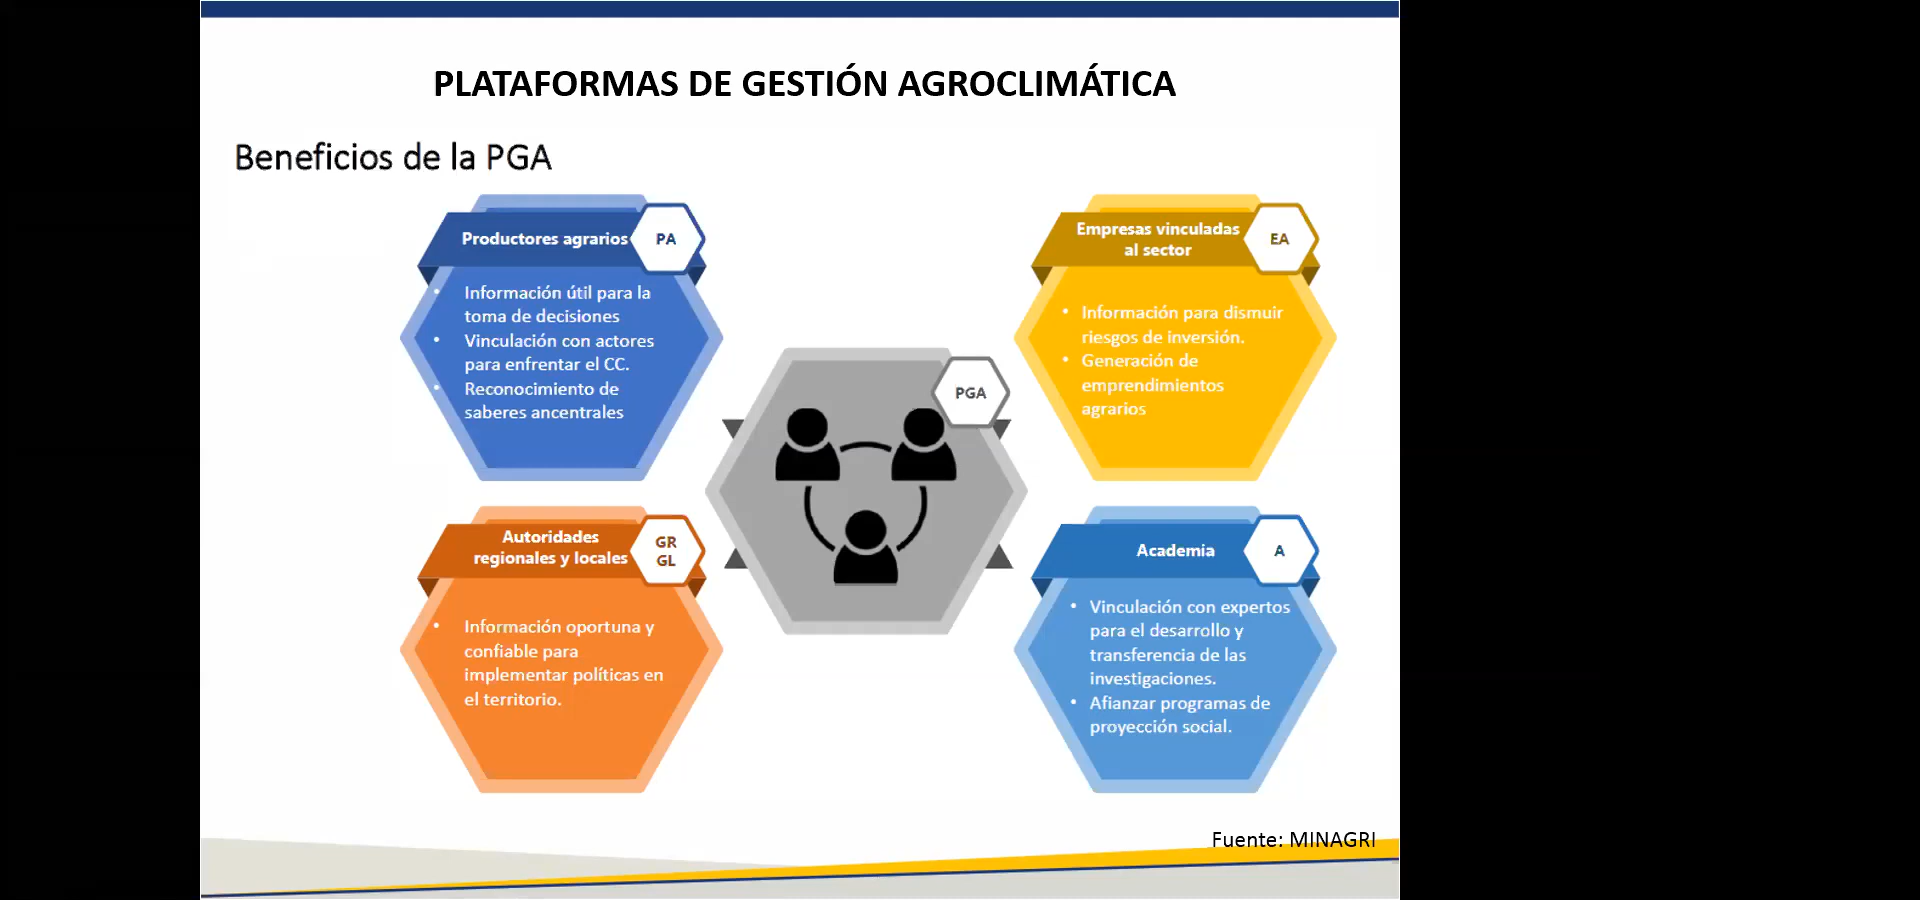 PLATAFORMAS DE GESTIÓN AGROCLIMÁTICA
Beneficios de la PGA
Productores agrarios
PA
• Información útil para la
toma de decisiones
• Vinculación con actores
para enfrentar el CC.
• Reconocimiento de
saberes ancentrales
Empresas vinculadas
al sector
EA
• Información para dismuir
riesgos de inversión.
• Generación de
emprendimientos
agrarios
PGA
Autoridades
regionales y locales
GR
GL
• Información oportuna y
confiable para
implementar políticas en
el territorio.
Academia
A
• Vinculación con expertos
para el desarrollo y
transferencia de las
investigaciones.
• Afianzar programas de
proyección social.
Fuente: MINAGRI